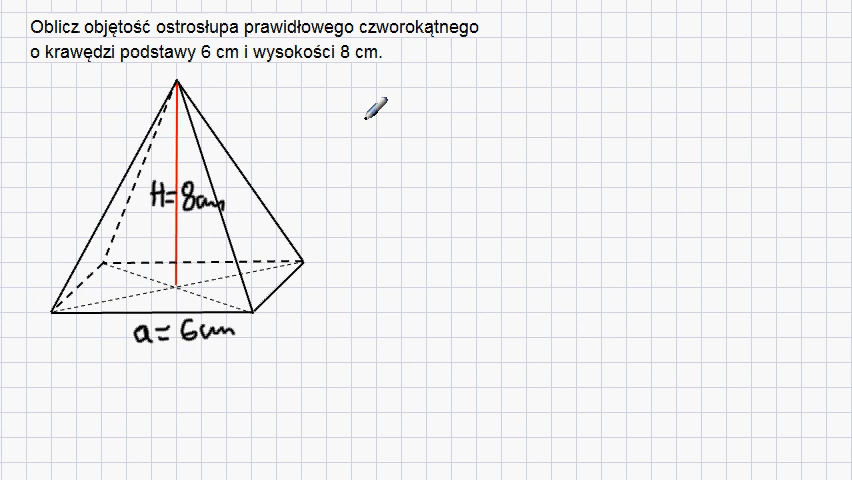 Oblicz objętość ostrosłupa prawidłowego czworokątnego
o krawędzi podstawy 6 cm i wysokości 8 cm.
H=8cm
a=6cm